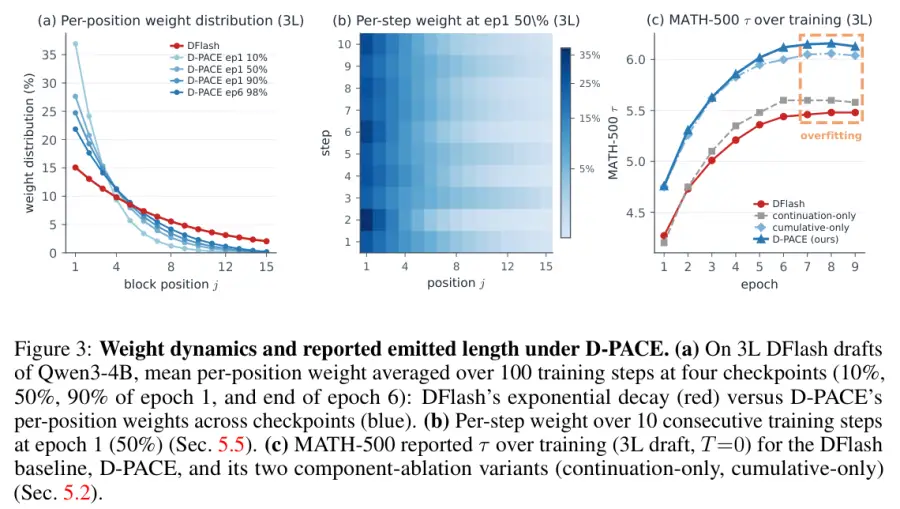 (a) Per-position weight distribution (3L)
weight distribution (%)
35
30
25
20
15
10
5
0
DFlash
D-PACE ep1 10%
D-PACE ep1 50%
D-PACE ep1 90%
D-PACE ep6 98%
1 4 8 12 15
block position j
(b) Per-step weight at ep1 50\% (3L)
step
10
9
8
7
6
5
4
3
2
1
1 4 8 12 15
position j
35%
25%
15%
5%
(c) MATH-500 τ over training (3L)
MATH-500 τ
6.0
5.5
5.0
4.5
overfitting
DFlash
continuation-only
cumulative-only
D-PACE (ours)
1 2 3 4 5 6 7 8 9
epoch
Figure 3: Weight dynamics and reported emitted length under D-PACE. (a) On 3L DFlash drafts
of Qwen3-4B, mean per-position weight averaged over 100 training steps at four checkpoints (10%,
50%, 90% of epoch 1, and end of epoch 6): DFlash's exponential decay (red) versus D-PACE's
per-position weights across checkpoints (blue). (b) Per-step weight over 10 consecutive training steps
at epoch 1 (50%) (Sec. 5.5). (c) MATH-500 reported τ over training (3L draft, T=0) for the DFlash
baseline, D-PACE, and its two component-ablation variants (continuation-only, cumulative-only)
(Sec. 5.2).